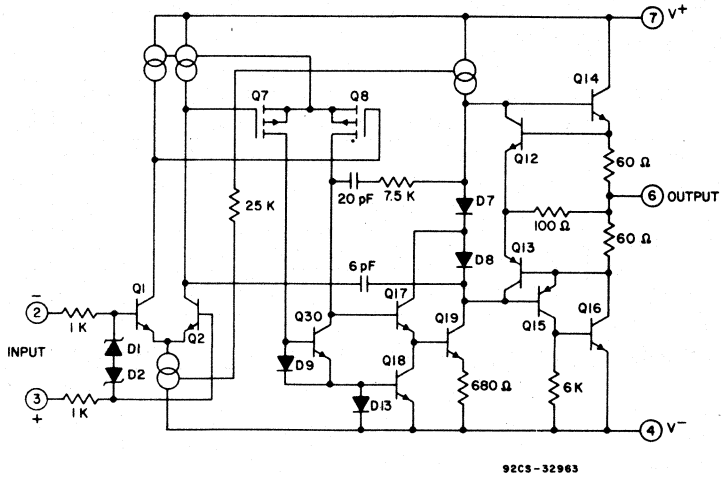 7 V+
Q14
Q7 Q8
Q12
60 Ω
6 OUTPUT
20 pF 7.5 K
25 K
D7
100 Ω
60 Ω
Q13
D8
6 pF
Q1
Q17
− 2
1 K
Q2
Q30
Q19
Q15
Q16
D1
INPUT
D2
D9
Q18
680 Ω
6 K
3 +
1 K
D13
4 V−
92CS-32963